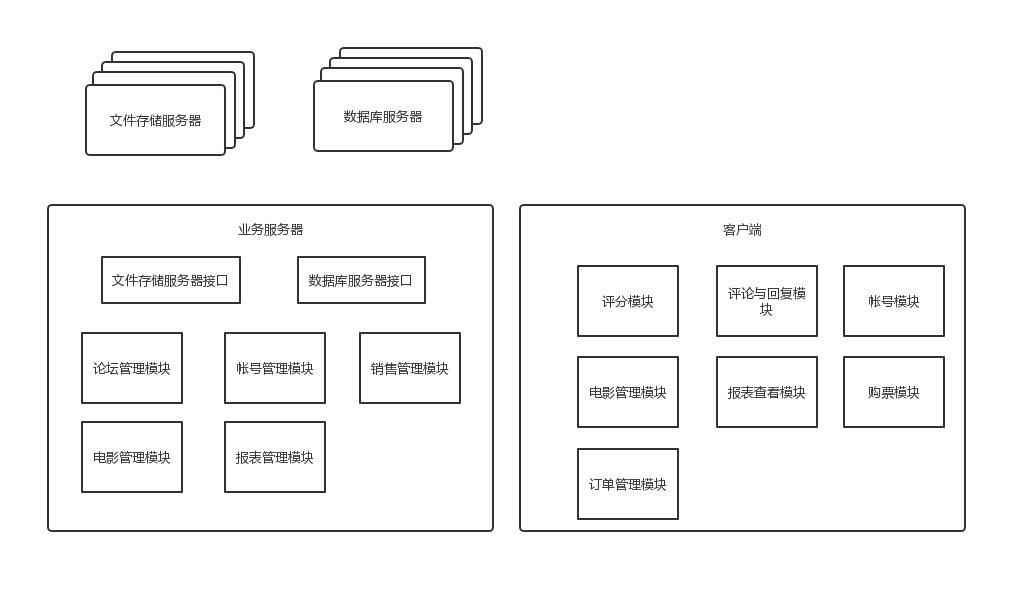 文件存储服务器
数据库服务器
业务服务器
文件存储服务器接口
数据库服务器接口
论坛管理模块
帐号管理模块
销售管理模块
电影管理模块
报表管理模块
客户端
评分模块
评论与回复模
块
帐号模块
电影管理模块
报表查看模块
购票模块
订单管理模块